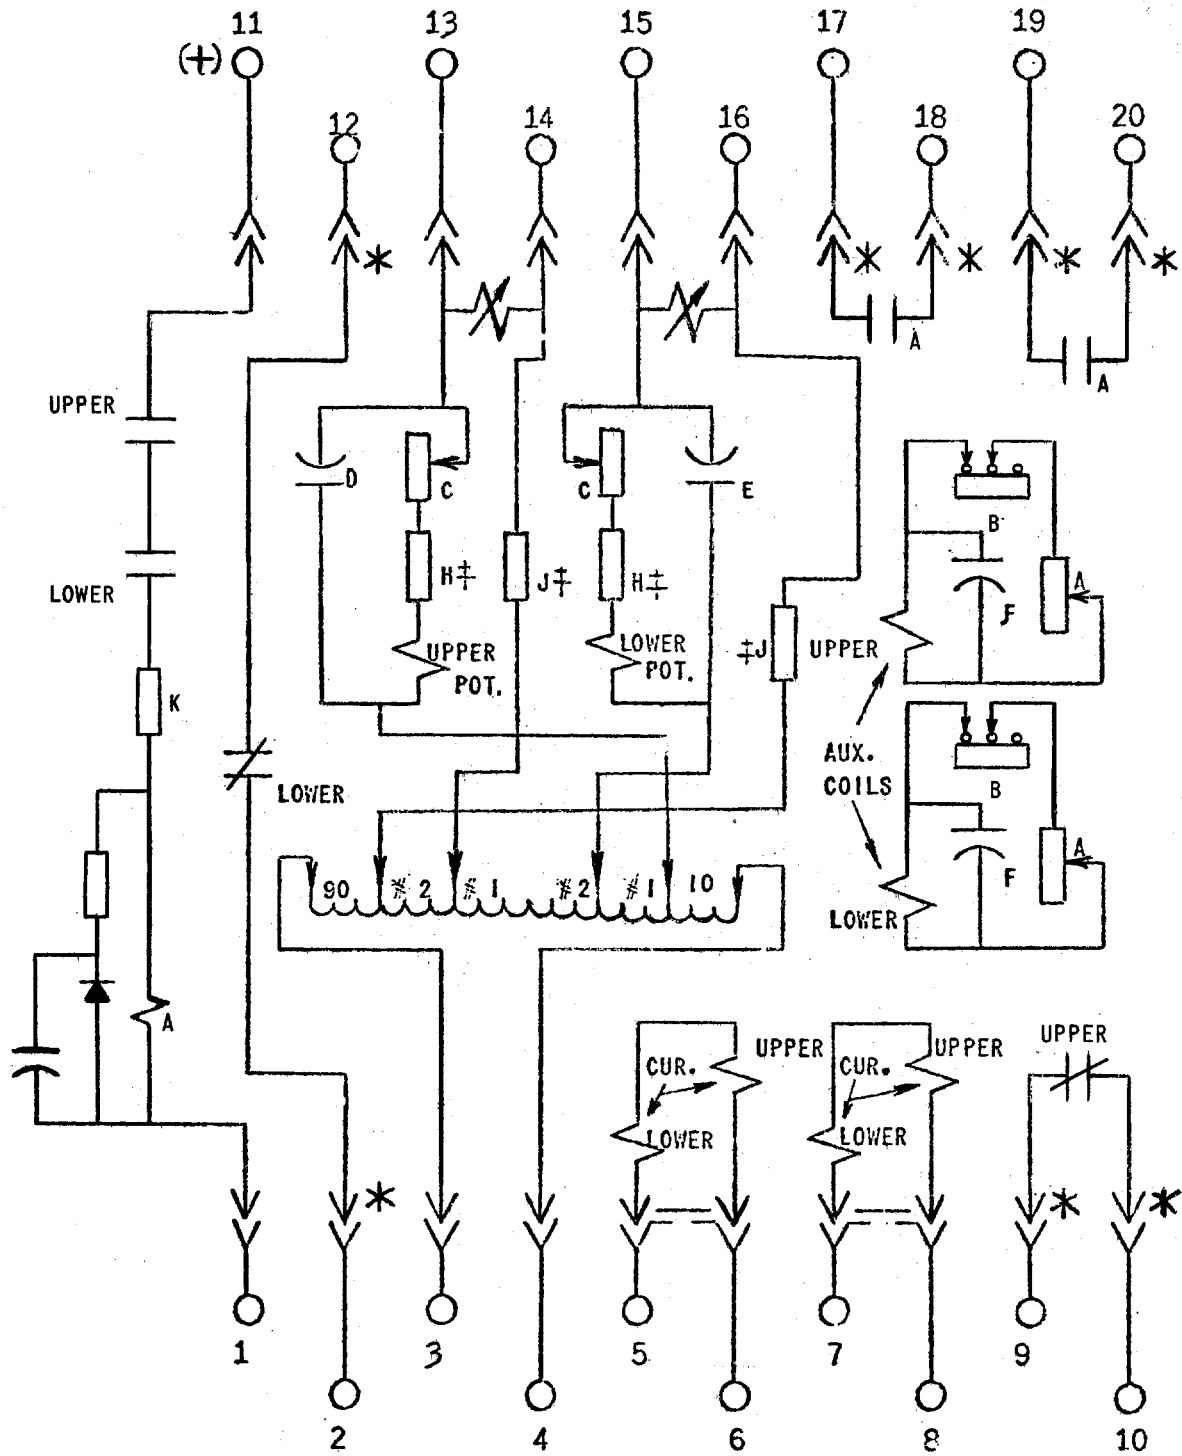 11 13 15 17 19
(+)
12 14 16 18 20
* * * * *
A
A
UPPER
D C C E
B
LOWER
H‡ J‡ H‡ ‡J UPPER F A
UPPER POT.
LOWER POT.
K
AUX. COILS
B
LOWER
A
90 #2 #1 #2 #1 10
F
LOWER
A
UPPER
CUR. UPPER CUR. UPPER
LOWER LOWER
* * *
1 3 5 7 9
2 4 6 8 10